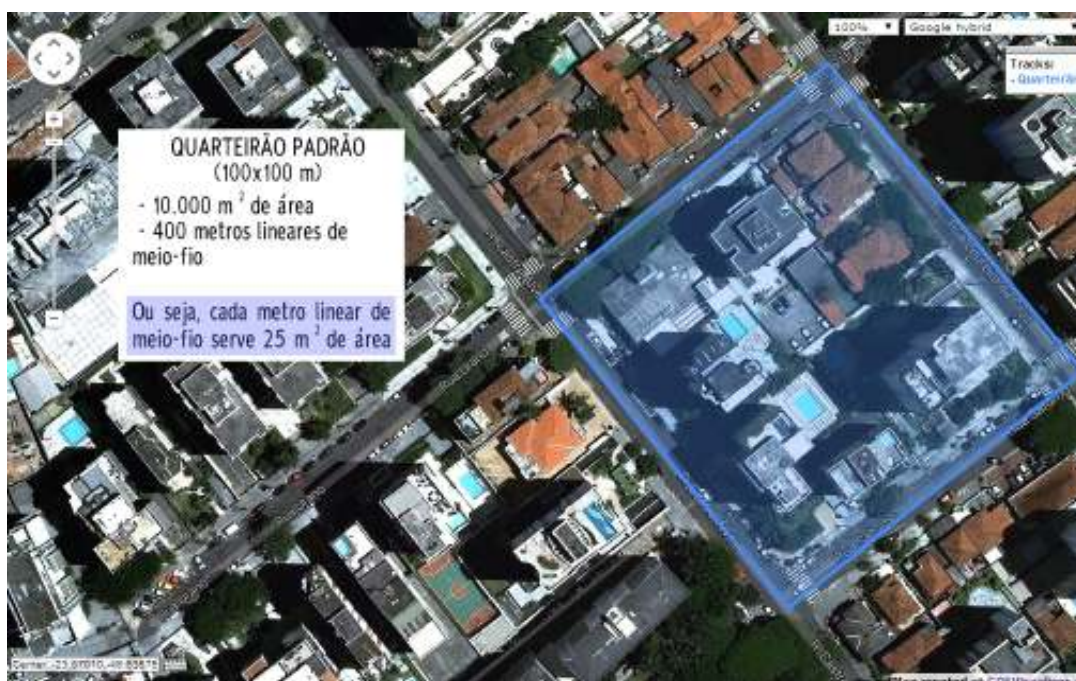 100%
Google hybrid
Tracks:
- Quarteirão
QUARTEIRÃO PADRÃO
(100x100 m)
- 10.000 m² de área
- 400 metros lineares de
meio-fio
Ou seja, cada metro linear de
meio-fio serve 25 m² de área